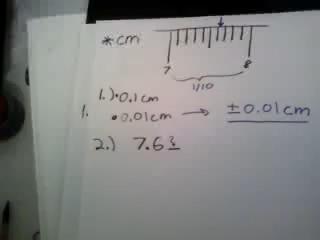 *cm
7 8
1/10
1. 1.) • 0.1 cm
• 0.01cm → ±0.01cm
2.) 7.63